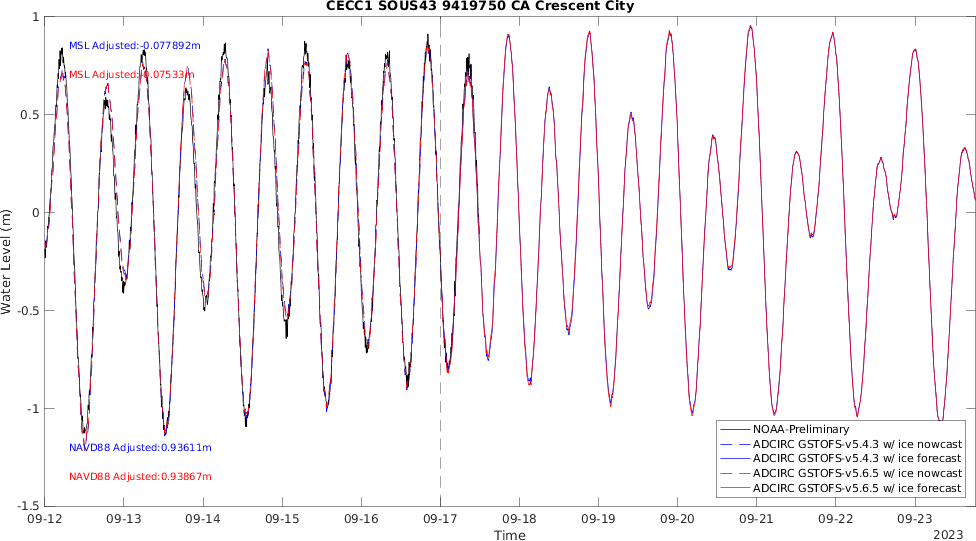 CECC1 SOUS43 9419750 CA Crescent City
1
MSL Adjusted:-0.077892m
MSL Adjusted:-0.07533m
0.5
0
Water Level (m)
-0.5
-1
NAVD88 Adjusted:0.93611m
NAVD88 Adjusted:0.93867m
-1.5
NOAA-Preliminary
ADCIRC GSTOFS-v5.4.3 w/ ice nowcast
ADCIRC GSTOFS-v5.4.3 w/ ice forecast
ADCIRC GSTOFS-v5.6.5 w/ ice nowcast
ADCIRC GSTOFS-v5.6.5 w/ ice forecast
09-12 09-13 09-14 09-15 09-16 09-17 09-18 09-19 09-20 09-21 09-22 09-23
Time
2023